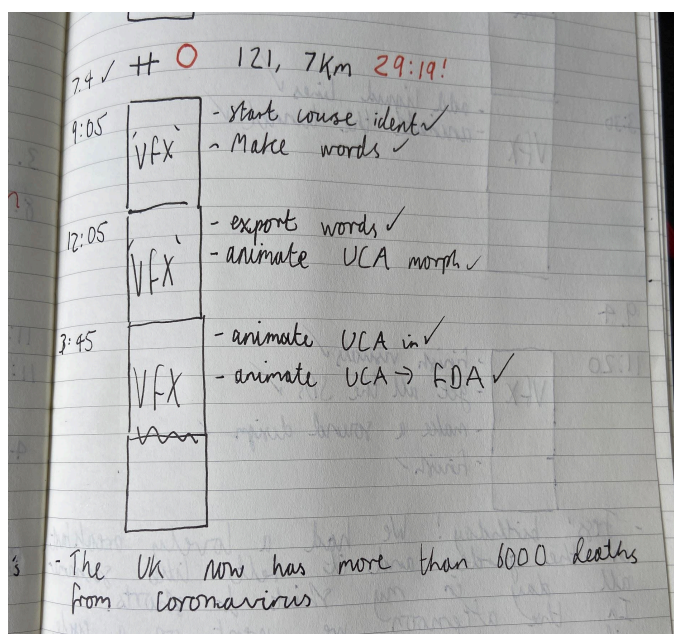 7.4 ✓ # O 121, 7km 29:19!
9:05 'VFX' - start course ident ✓
- Make words ✓
12:05 'VFX' - export words ✓
- animate UCA morph ✓
3:45 VFX - animate UCA in ✓
- animate UCA → EDA ✓
- The UK now has more than 6000 deaths
from coronavirus